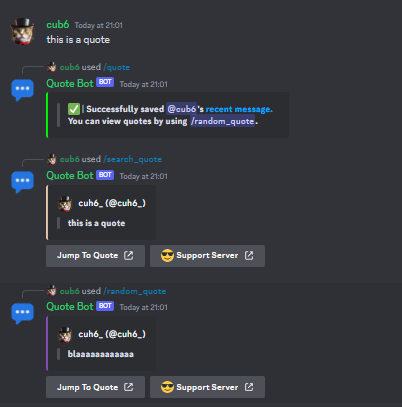 cub6 Today at 21:01
this is a quote
cub6 used /quote
Quote Bot BOT Today at 21:01
✅ | Successfully saved @cub6's recent message.
You can view quotes by using /random_quote.
cub6 used /search_quote
Quote Bot BOT Today at 21:01
cuh6_ (@cuh6_)
this is a quote
Jump To Quote 😎 Support Server
cub6 used /random_quote
Quote Bot BOT Today at 21:01
cuh6_ (@cuh6_)
blaaaaaaaaaaaa
Jump To Quote 😎 Support Server